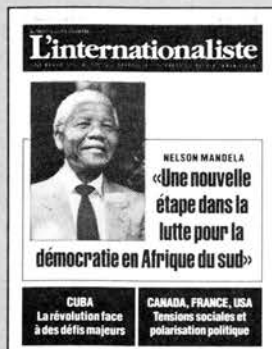 L'internationaliste
NELSON MANDELA
«Une nouvelle
étape dans la
lutte pour la
démocratie en Afrique du sud»
CUBA
La révolution face
à des défis majeurs
CANADA, FRANCE, USA
Tensions sociales et
polarisation politique